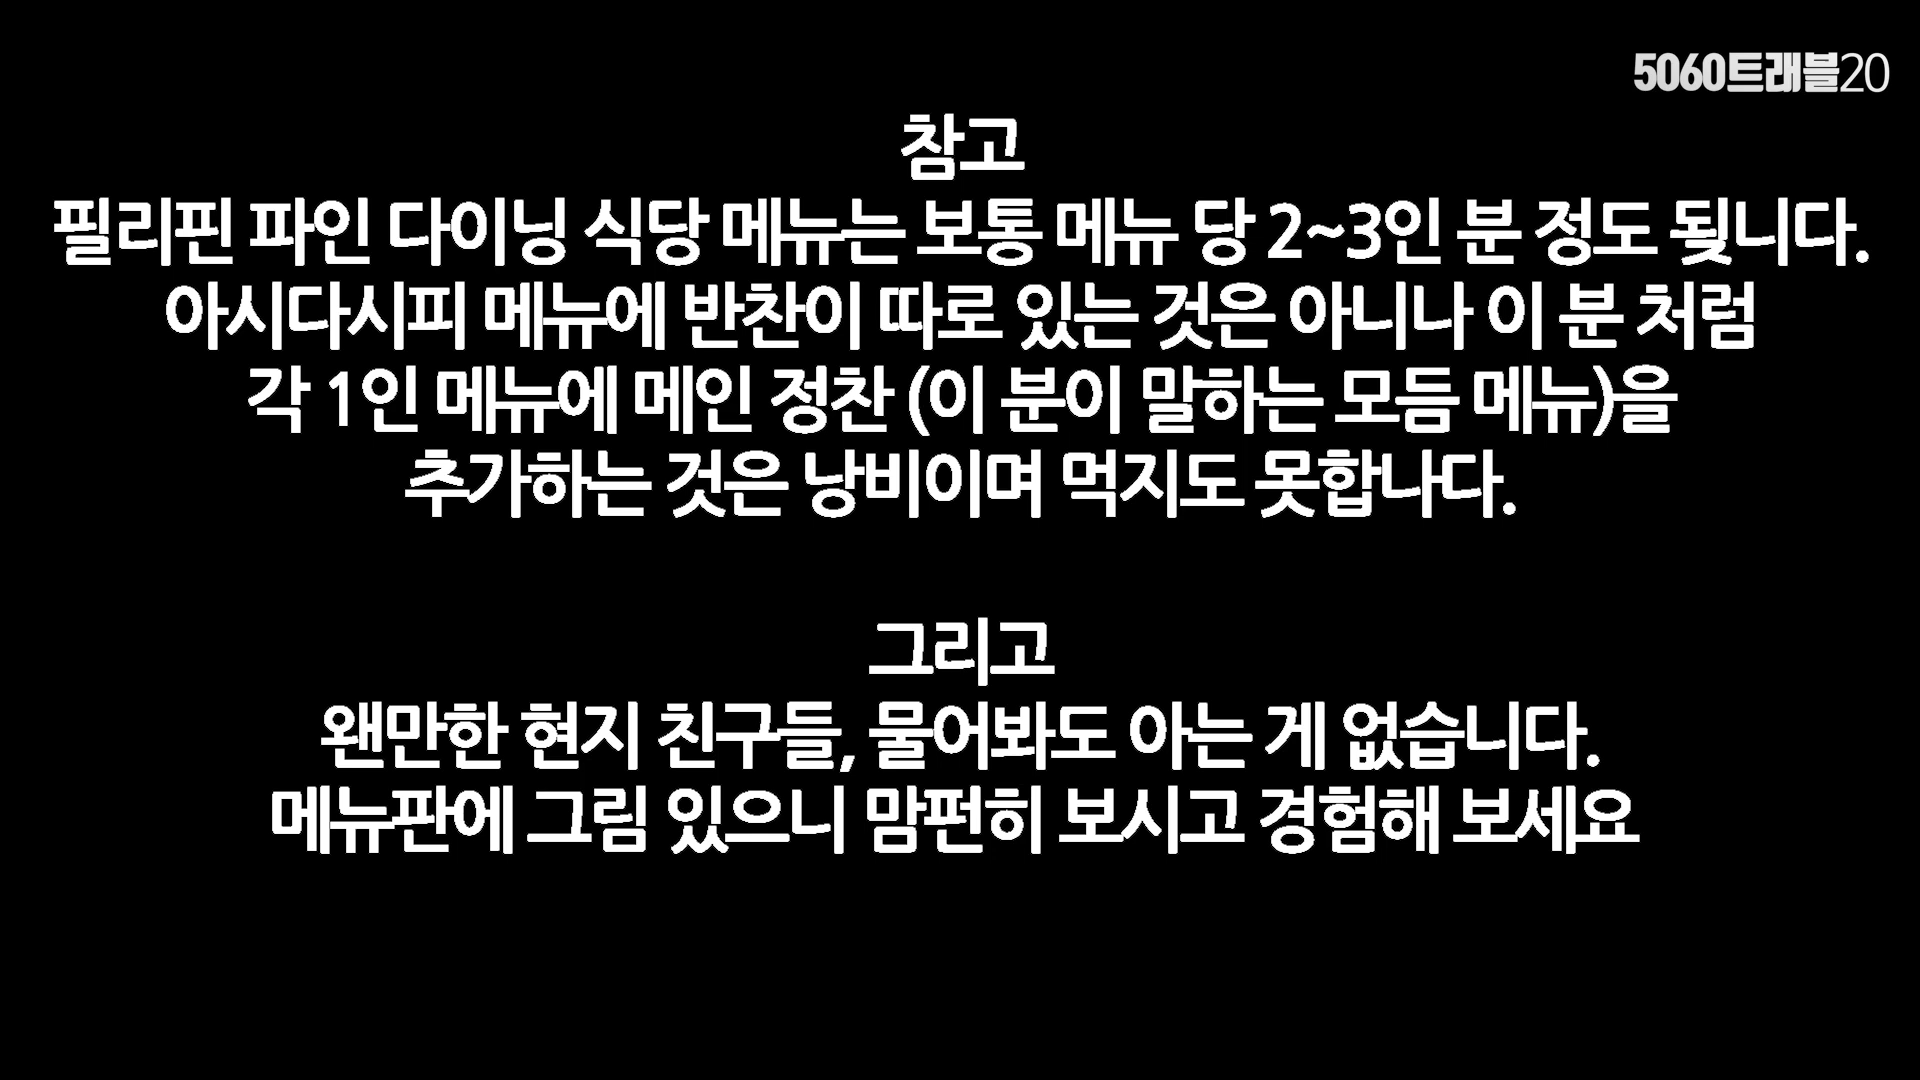 5060트래블20
참고
필리핀 파인 다이닝 식당 메뉴는 보통 메뉴 당 2~3인 분 정도 됮니다.
아시다시피 메뉴에 반찬이 따로 있는 것은 아니나 이 분 처럼
각 1인 메뉴에 메인 정찬 (이 분이 말하는 모듬 메뉴)을
추가하는 것은 낭비이며 먹지도 못합나다.
그리고
왠만한 현지 친구들, 물어봐도 아는 게 없습니다.
메뉴판에 그림 있으니 맘편히 보시고 경험해 보세요